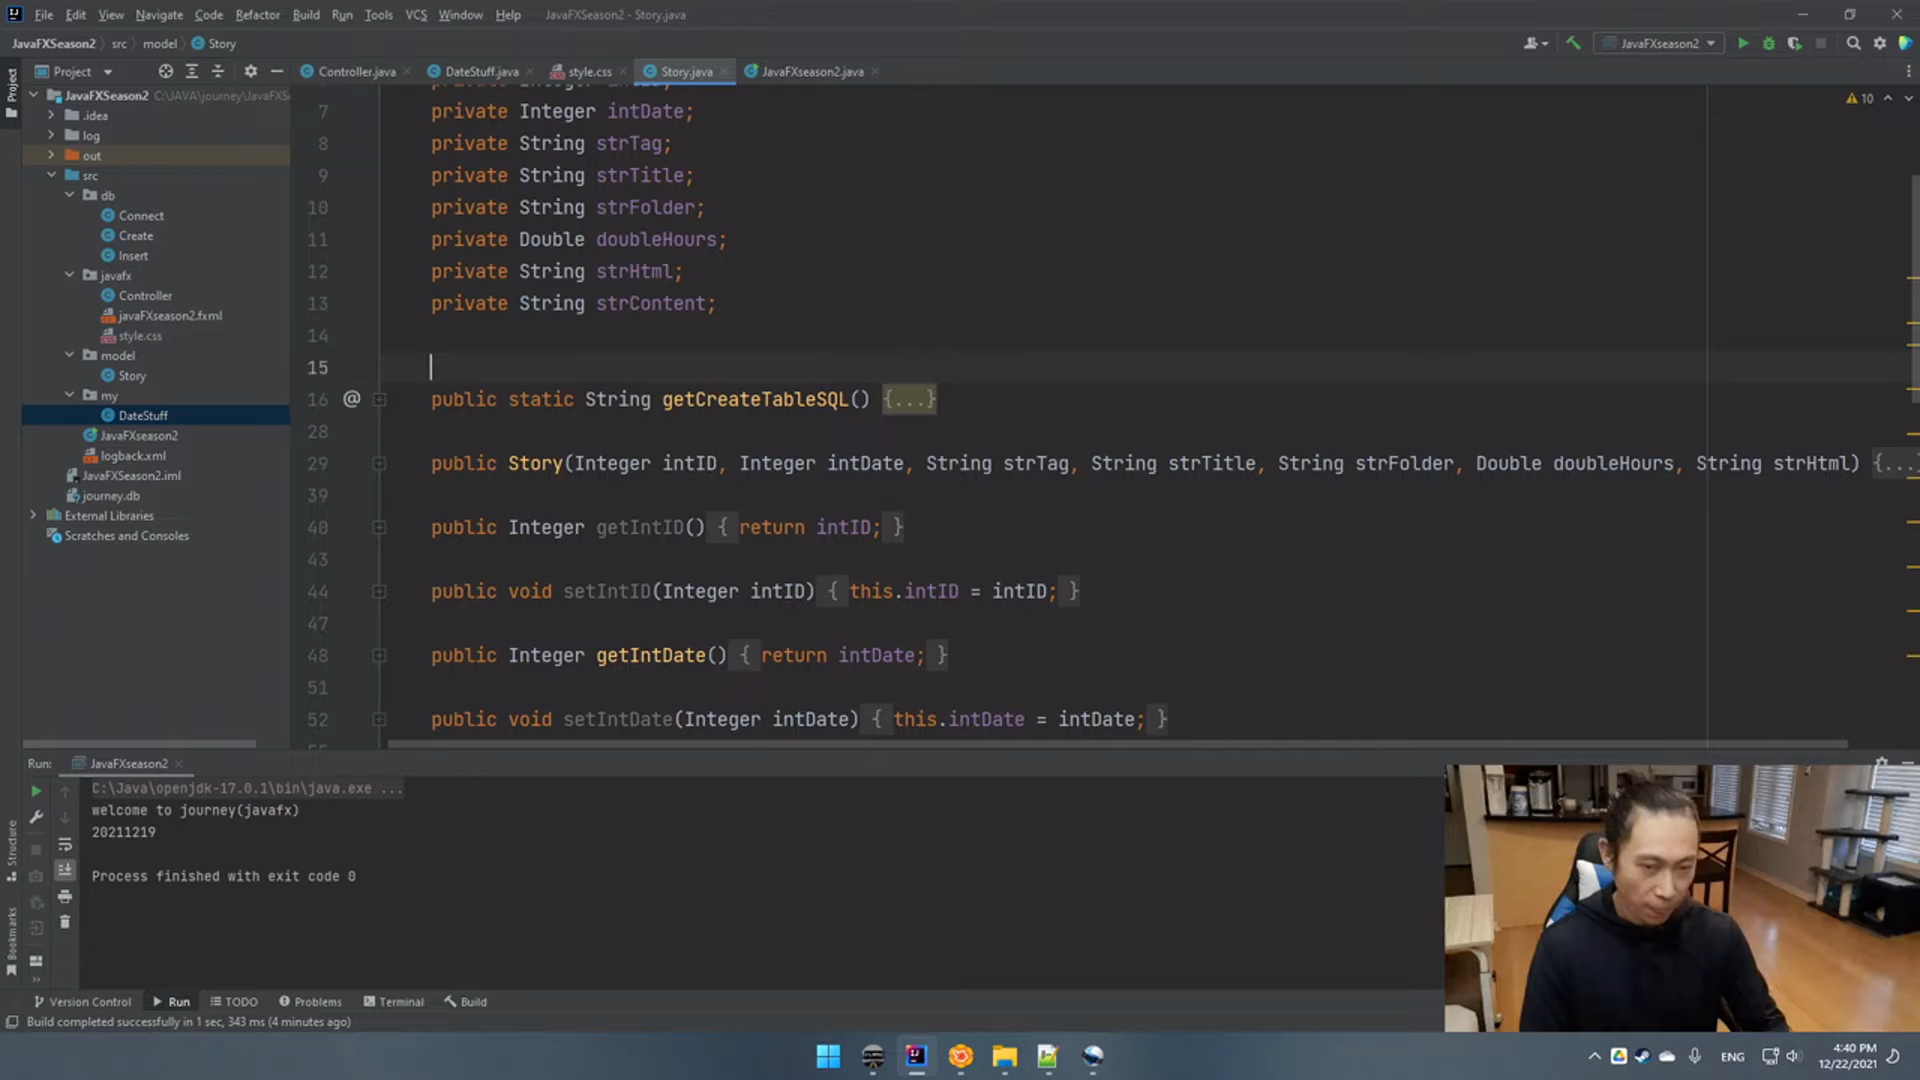 File Edit View Navigate Code Refactor Build Run Tools VCS Window Help JavaFXSeason2 - Story.java
JavaFXSeason2 src model Story
JavaFXseason2
Project
Controller.java DateStuff.java style.css Story.java JavaFXseason2.java
Project
JavaFXSeason2 C:\JAVA\journey\JavaFXS
.idea
log
out
src
db
Connect
Create
Insert
javafx
Controller
javaFXseason2.fxml
style.css
model
Story
my
DateStuff
JavaFXseason2
logback.xml
JavaFXSeason2.iml
journey.db
External Libraries
Scratches and Consoles
10
7 private Integer intDate;
8 private String strTag;
9 private String strTitle;
10 private String strFolder;
11 private Double doubleHours;
12 private String strHtml;
13 private String strContent;
14
15
16 @ public static String getCreateTableSQL() {...}
28
29 public Story(Integer intID, Integer intDate, String strTag, String strTitle, String strFolder, Double doubleHours, String strHtml) {...
39
40 public Integer getIntID() { return intID; }
43
44 public void setIntID(Integer intID) { this.intID = intID; }
47
48 public Integer getIntDate() { return intDate; }
51
52 public void setIntDate(Integer intDate) { this.intDate = intDate; }
Run: JavaFXseason2
C:\Java\openjdk-17.0.1\bin\java.exe ...
welcome to journey(javafx)
20211219
Process finished with exit code 0
Structure
Bookmarks
Version Control Run TODO Problems Terminal Build
Build completed successfully in 1 sec, 343 ms (4 minutes ago)
ENG
4:40 PM
12/22/2021